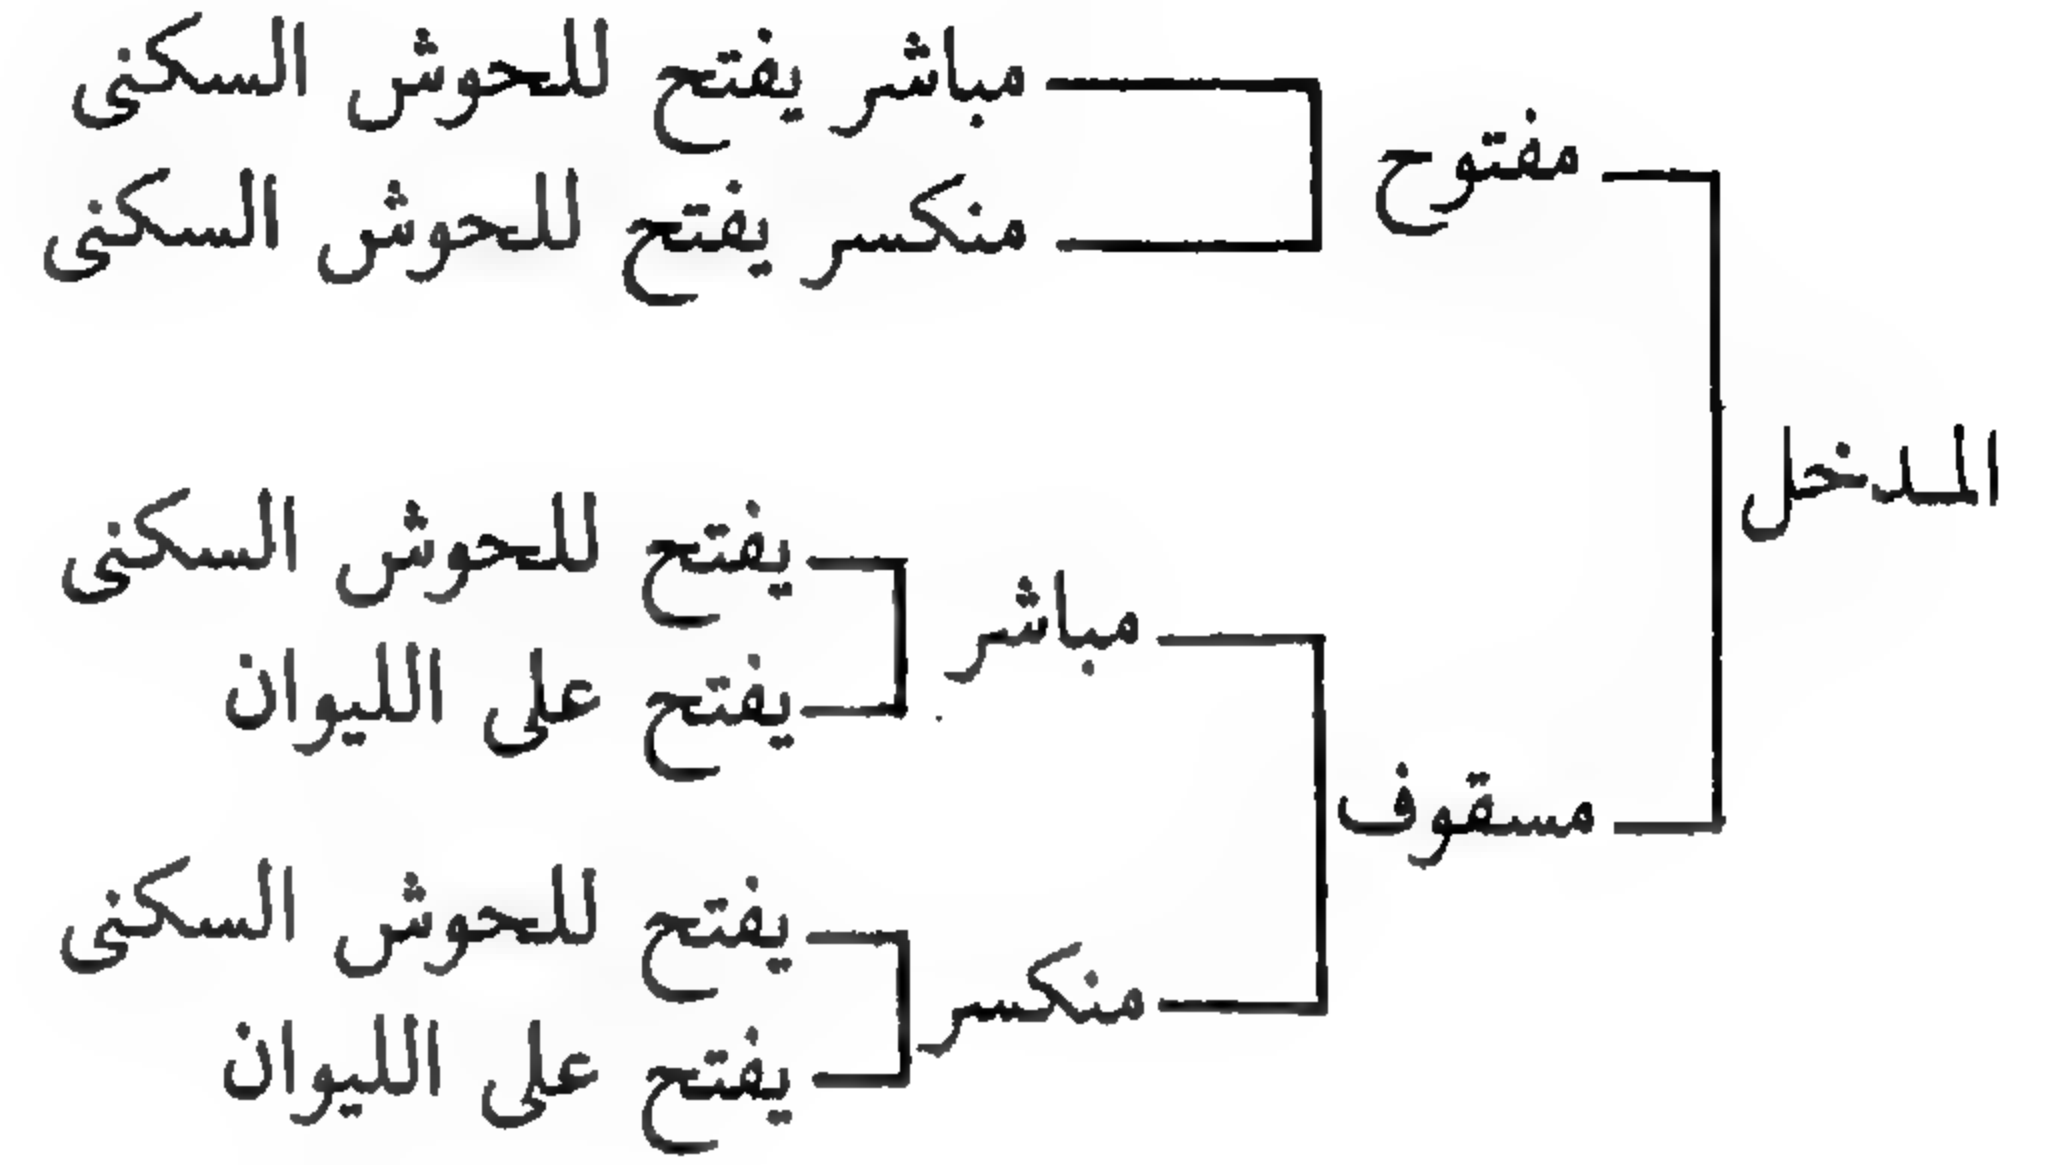 مباشر يفتح للحوش السكنى
مفتوح
منكسر يفتح للحوش السكنى
المدخل
يفتح للحوش السكنى
مباشر
يفتح على الليوان
مسقوف
يفتح للحوش السكنى
منكسر
يفتح على الليوان